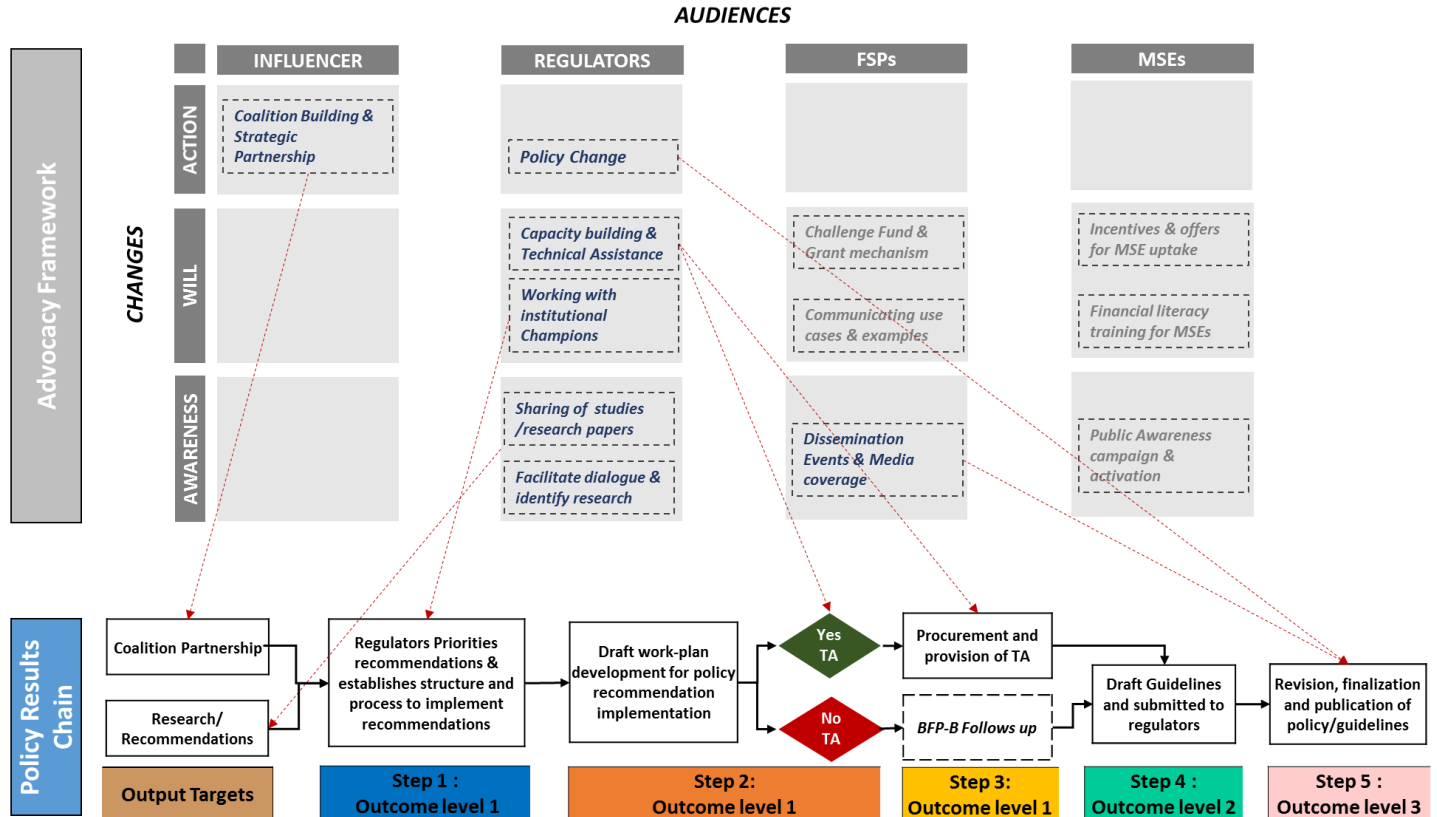 AUDIENCES
Advocacy Framework
CHANGES
INFLUENCER
REGULATORS
FSPs
MSEs
ACTION
Coalition Building &
Strategic
Partnership
Policy Change
WILL
Capacity building &
Technical Assistance
Working with
institutional
Champions
Challenge Fund &
Grant mechanism
Communicating use
cases & examples
Incentives & offers
for MSE uptake
Financial literacy
training for MSEs
AWARENESS
Sharing of studies
/research papers
Facilitate dialogue &
identify research
Dissemination
Events & Media
coverage
Public Awareness
campaign &
activation
Policy Results
Chain
Coalition Partnership
Research/
Recommendations
Regulators Priorities
recommendations &
establishes structure and
process to implement
recommendations
Draft work-plan
development for policy
recommendation
implementation
Yes
TA
No
TA
Procurement and
provision of TA
BFP-B Follows up
Draft Guidelines
and submitted to
regulators
Revision, finalization
and publication of
policy/guidelines
Output Targets
Step 1 :
Outcome level 1
Step 2:
Outcome level 1
Step 3:
Outcome level 1
Step 4 :
Outcome level 2
Step 5 :
Outcome level 3